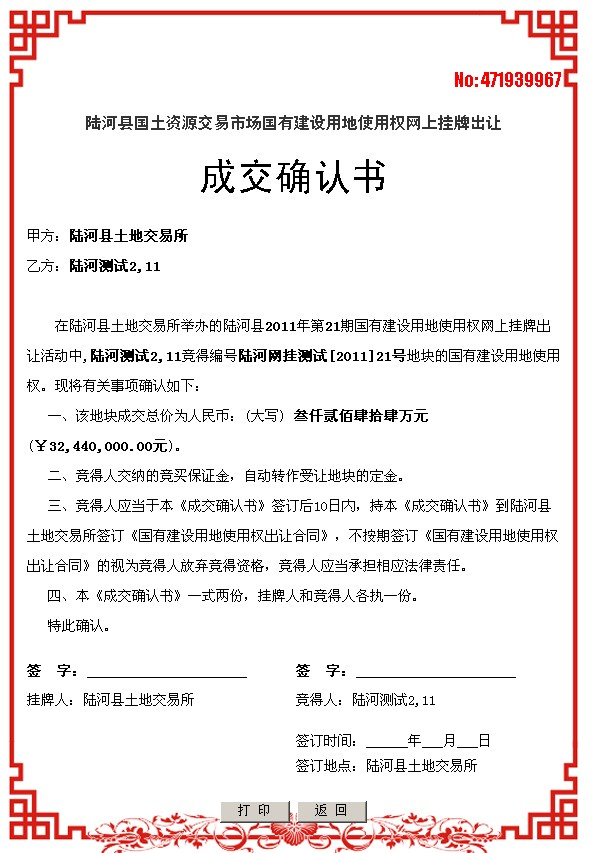 No:471939967
陆河县国土资源交易市场国有建设用地使用权网上挂牌出让
成交确认书
甲方：陆河县土地交易所
乙方：陆河测试2,11
在陆河县土地交易所举办的陆河县2011年第21期国有建设用地使用权网上挂牌出
让活动中,陆河测试2,11竞得编号陆河网挂测试[2011]21号地块的国有建设用地使用
权。现将有关事项确认如下：
一、该地块成交总价为人民币：(大写) 叁仟贰佰肆拾肆万元
(￥32,440,000.00元)。
二、竞得人交纳的竞买保证金，自动转作受让地块的定金。
三、竞得人应当于本《成交确认书》签订后10日内，持本《成交确认书》到陆河县
土地交易所签订《国有建设用地使用权出让合同》，不按期签订《国有建设用地使用权
出让合同》的视为竞得人放弃竞得资格，竞得人应当承担相应法律责任。
四、本《成交确认书》一式两份，挂牌人和竞得人各执一份。
特此确认。
签 字：____________________ 签 字：____________________
挂牌人：陆河县土地交易所 竞得人：陆河测试2,11
签订时间：______年___月___日
签订地点：陆河县土地交易所
打 印 返 回